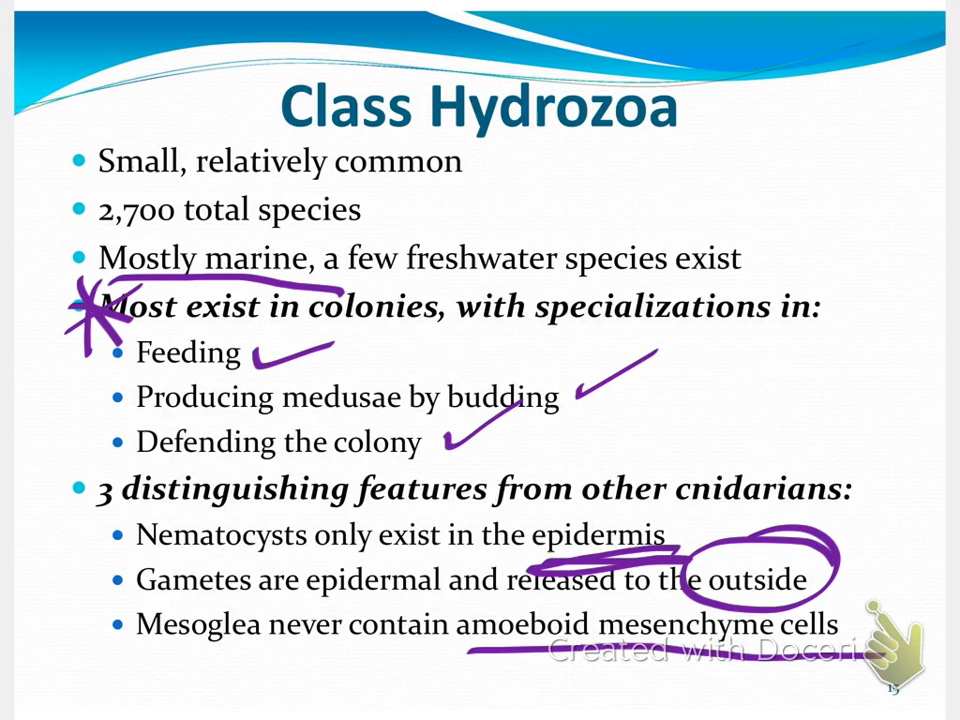 Class Hydrozoa
Small, relatively common
2,700 total species
Mostly marine, a few freshwater species exist
Most exist in colonies, with specializations in:
Feeding
Producing medusae by budding
Defending the colony
3 distinguishing features from other cnidarians:
Nematocysts only exist in the epidermis
Gametes are epidermal and released to the outside
Mesoglea never contain amoeboid mesenchyme cells
Created with Doceri
15